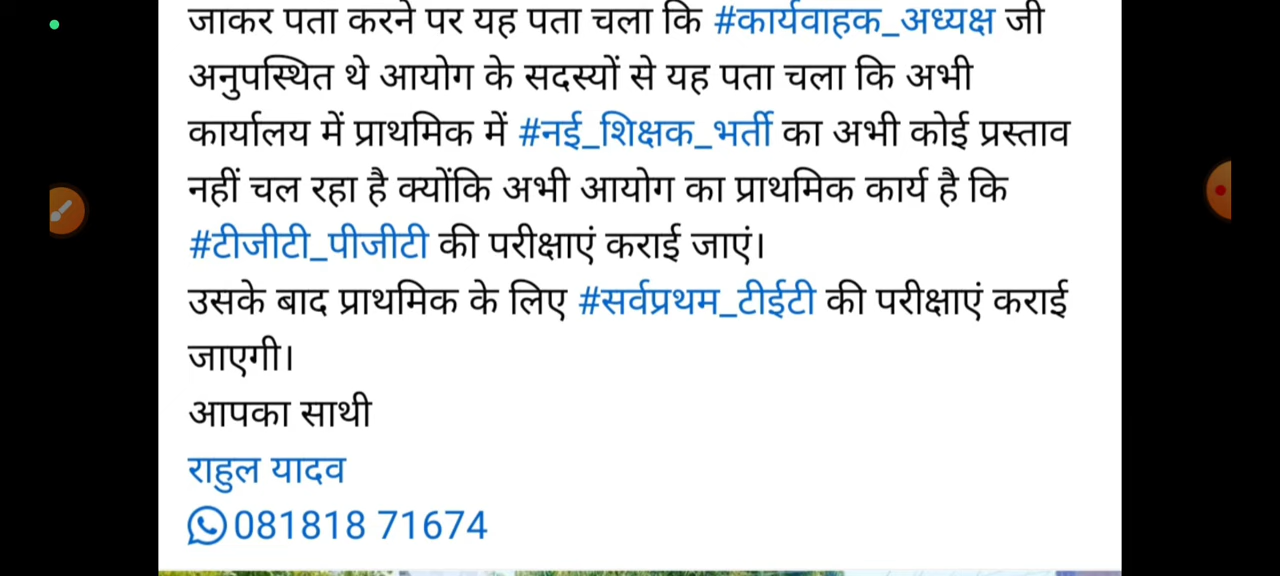 जाकर पता करने पर यह पता चला कि #कार्यवाहक_अध्यक्ष जी
अनुपस्थित थे आयोग के सदस्यों से यह पता चला कि अभी
कार्यालय में प्राथमिक में #नई_शिक्षक_भर्ती का अभी कोई प्रस्ताव
नहीं चल रहा है क्योंकि अभी आयोग का प्राथमिक कार्य है कि
#टीजीटी_पीजीटी की परीक्षाएं कराई जाएं।
उसके बाद प्राथमिक के लिए #सर्वप्रथम_टीईटी की परीक्षाएं कराई
जाएगी।
आपका साथी
राहुल यादव
081818 71674